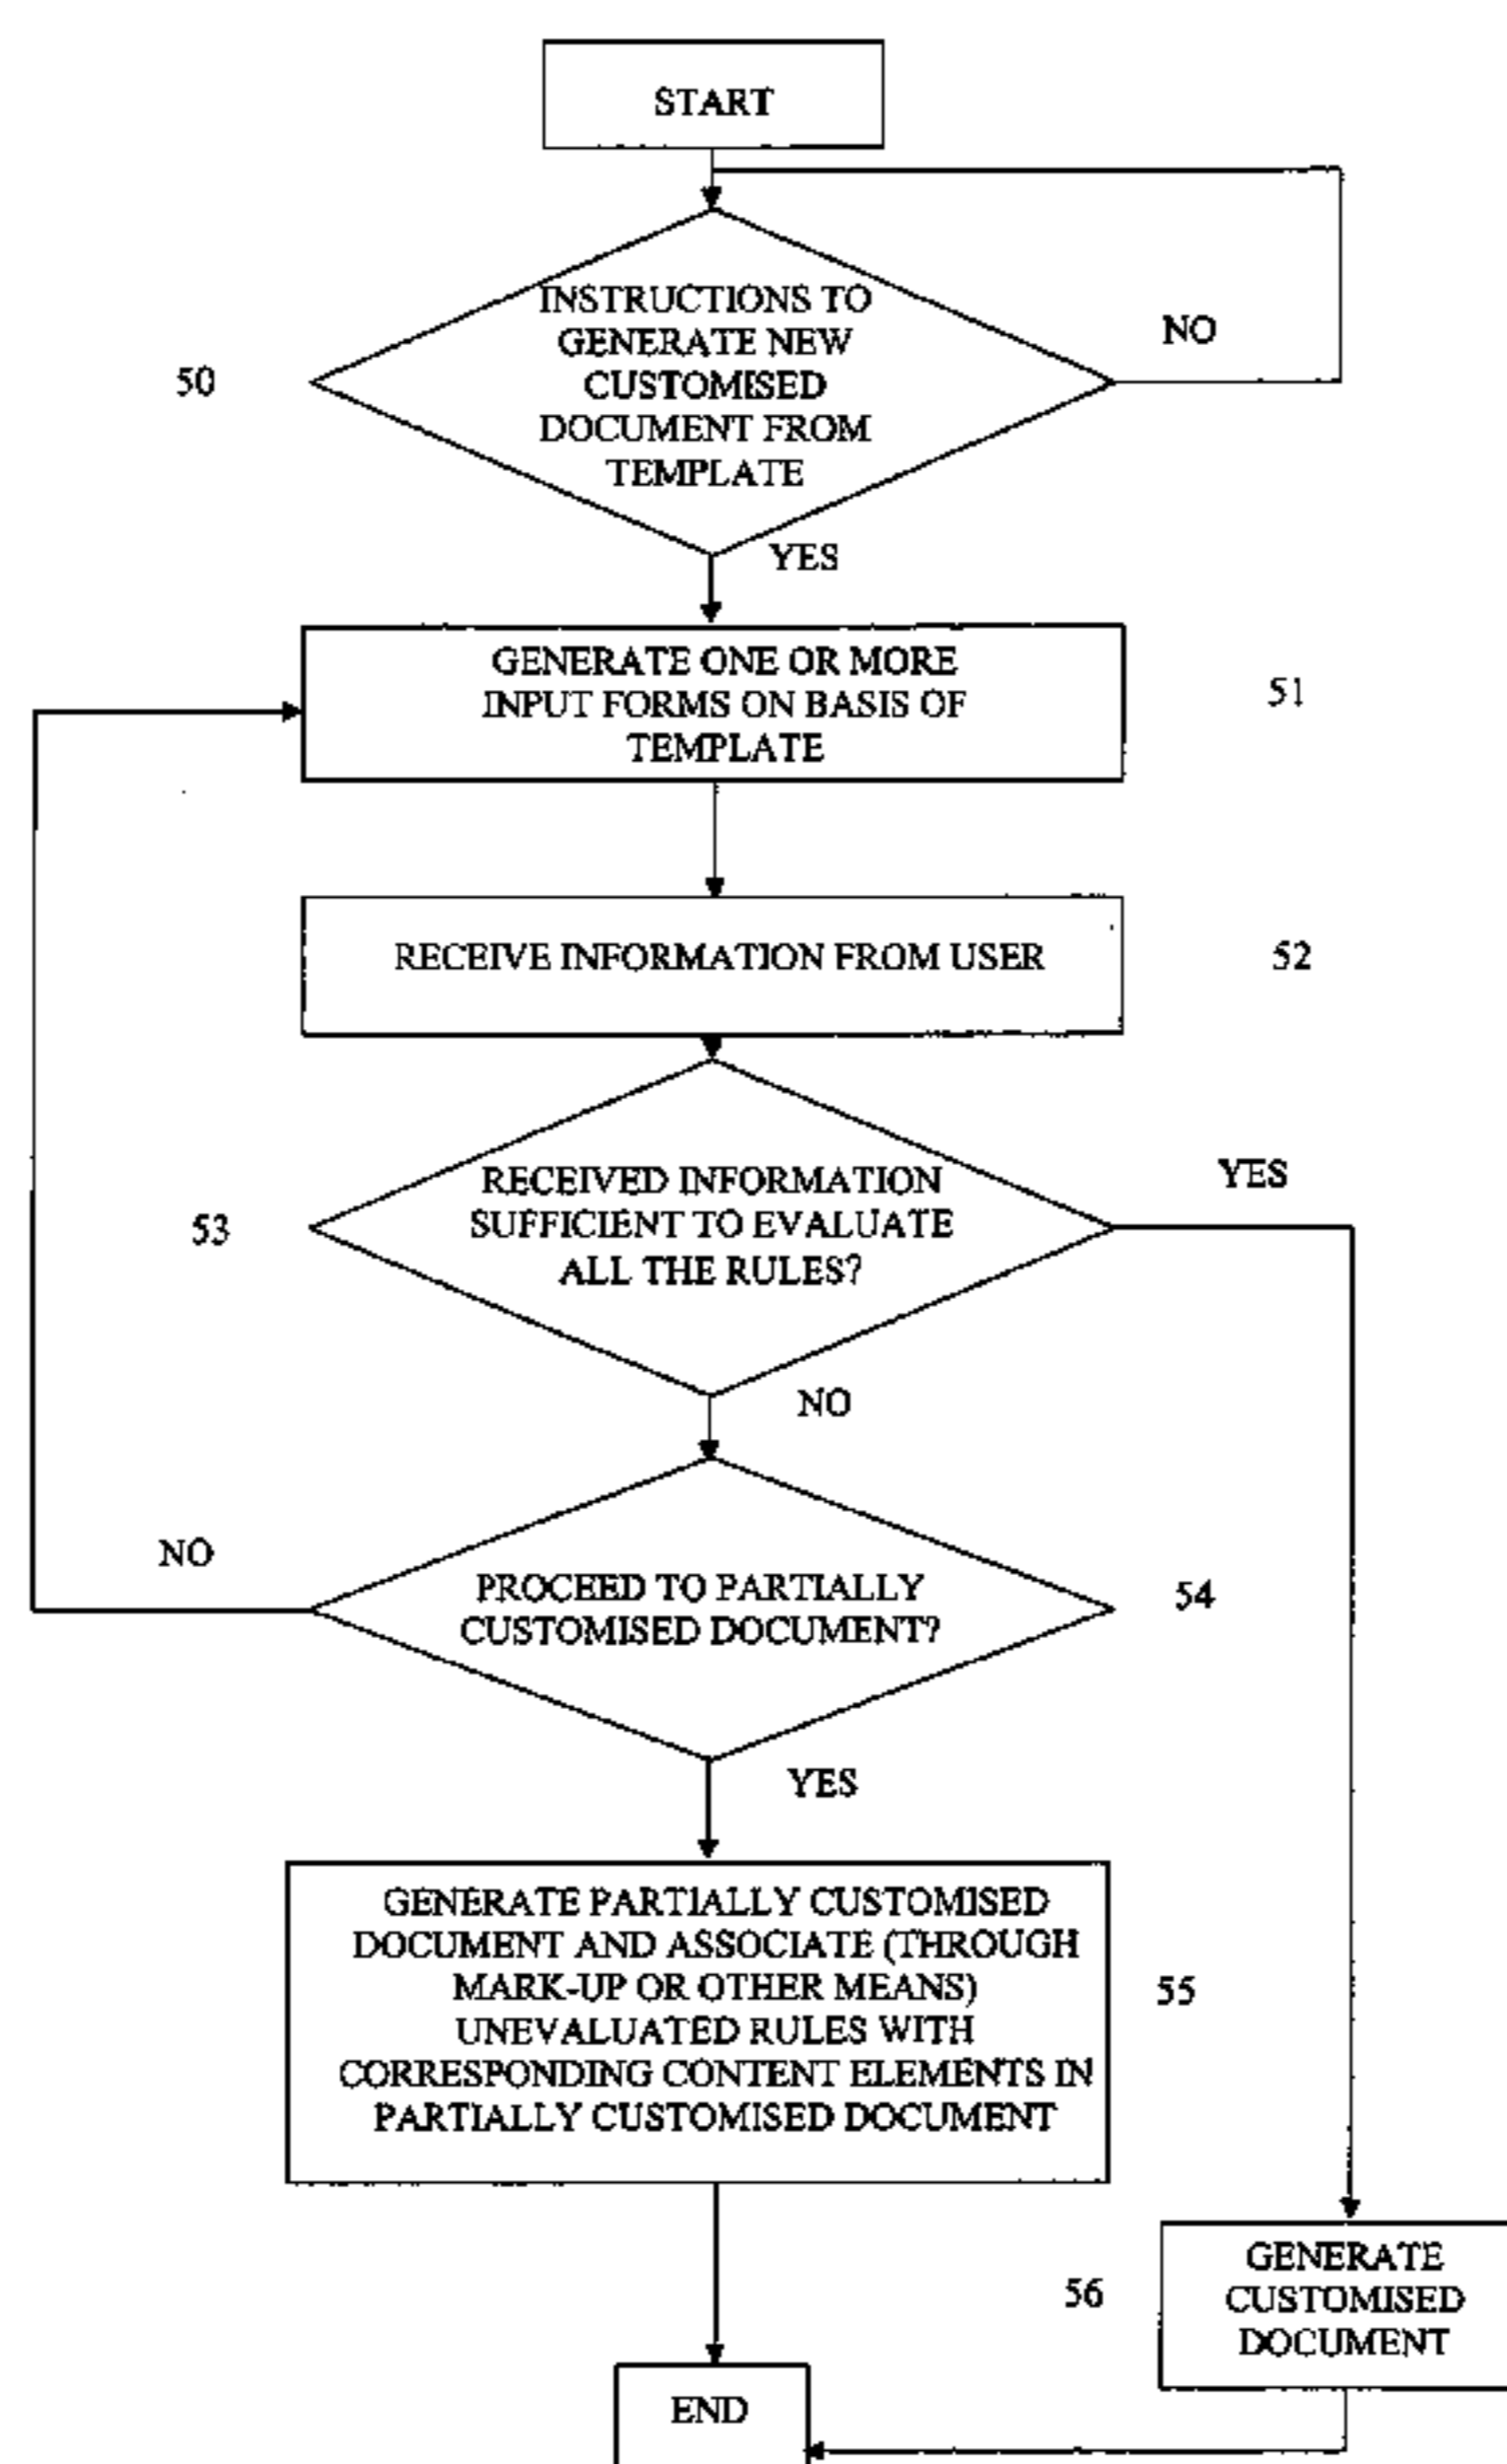 START
INSTRUCTIONS TO
GENERATE NEW
CUSTOMISED
DOCUMENT FROM
TEMPLATE
NO
50
YES
GENERATE ONE OR MORE
INPUT FORMS ON BASIS OF
TEMPLATE
51
RECEIVE INFORMATION FROM USER
52
RECEIVED INFORMATION
SUFFICIENT TO EVALUATE
ALL THE RULES?
YES
53
NO
PROCEED TO PARTIALLY
CUSTOMISED DOCUMENT?
NO
54
YES
GENERATE PARTIALLY CUSTOMISED
DOCUMENT AND ASSOCIATE (THROUGH
MARK-UP OR OTHER MEANS)
UNEVALUATED RULES WITH
CORRESPONDING CONTENT ELEMENTS IN
PARTIALLY CUSTOMISED DOCUMENT
55
GENERATE
CUSTOMISED
DOCUMENT
56
END